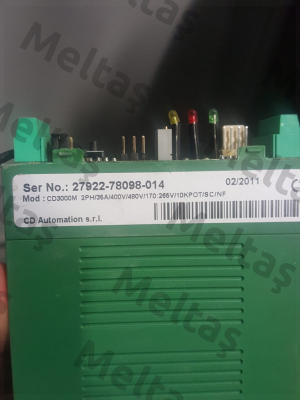 Meltaş
Ser No.: 27922-78098-014
02/2011
Mod : CD3000M 2PH/35A/400V/480V/170:265V/10KPOT/SC/NF
CD Automation s.r.l.